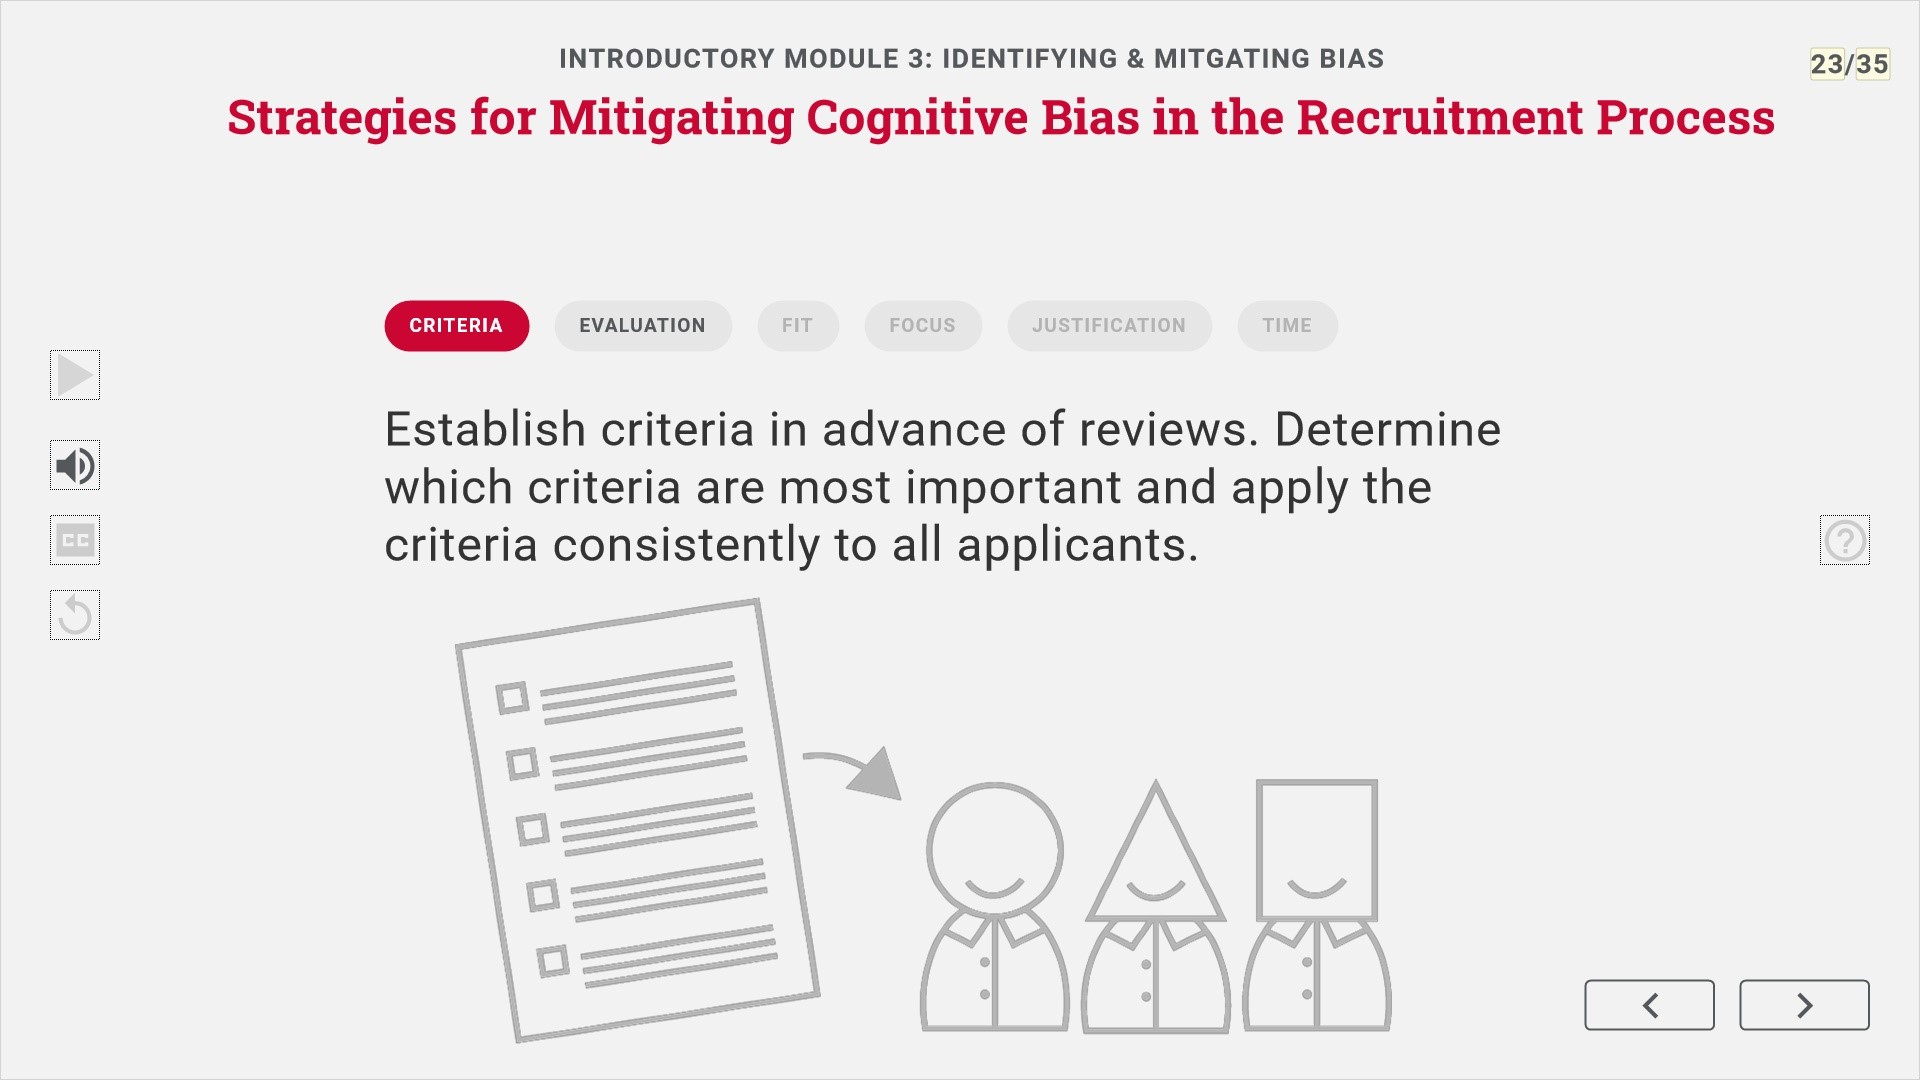 INTRODUCTORY MODULE 3: IDENTIFYING & MITGATING BIAS
23/35
Strategies for Mitigating Cognitive Bias in the Recruitment Process
CRITERIA EVALUATION FIT FOCUS JUSTIFICATION TIME
Establish criteria in advance of reviews. Determine
which criteria are most important and apply the
criteria consistently to all applicants.
CC
?